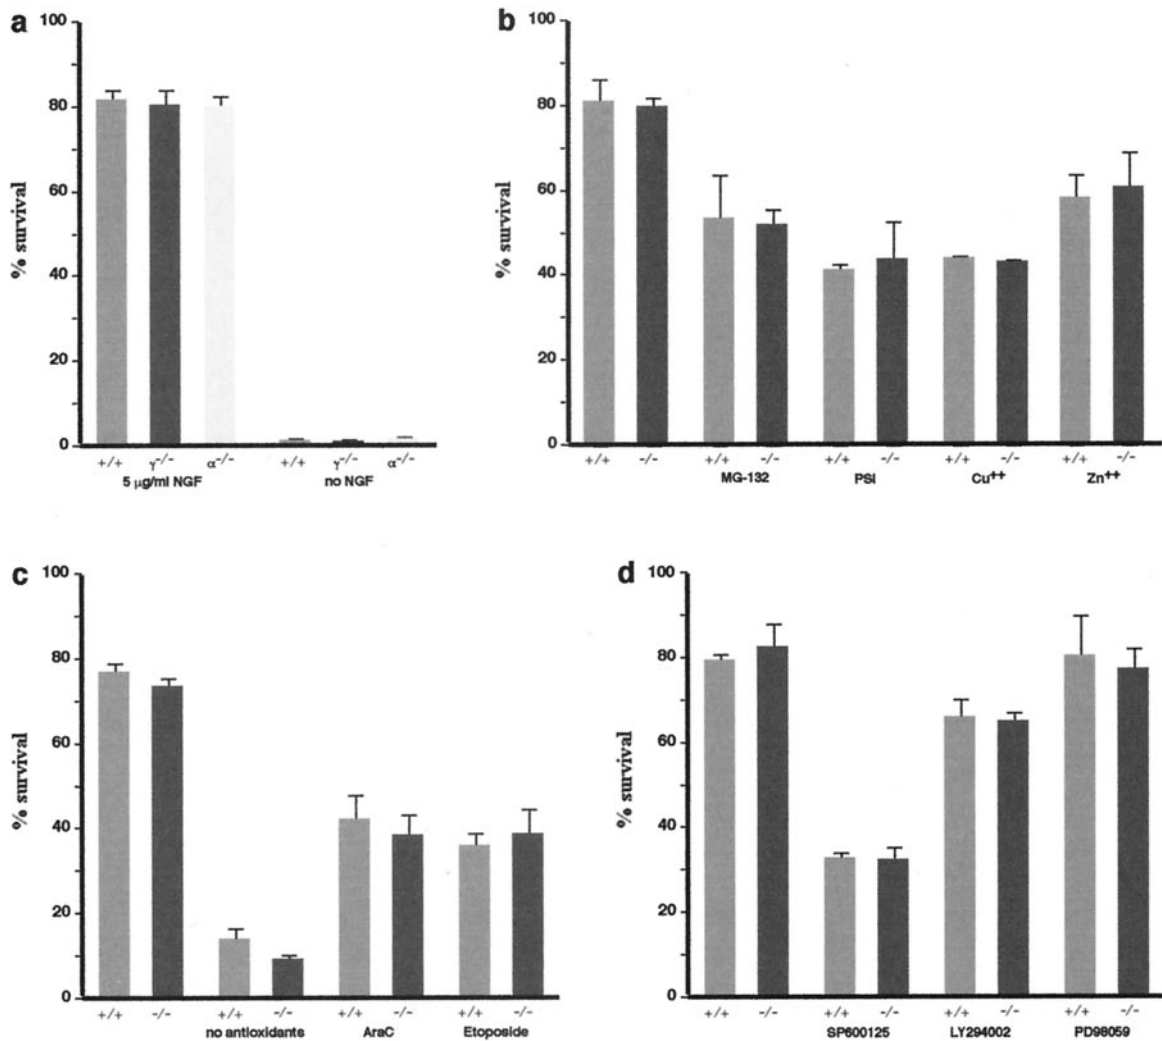 a
100
80
60
40
20
0
% survival
+/+ γ-/- α-/- +/+ γ-/- α-/-
5 μg/ml NGF no NGF
b
100
80
60
40
20
0
% survival
+/+ -/- +/+ -/- +/+ -/- +/+ -/- +/+ -/-
MG-132 PSI Cu++ Zn++
c
100
80
60
40
20
0
% survival
+/+ -/- +/+ -/- +/+ -/- +/+ -/-
no antioxidants AraC Etoposide
d
100
80
60
40
20
0
% survival
+/+ -/- +/+ -/- +/+ -/- +/+ -/-
SP600125 LY294002 PD98059